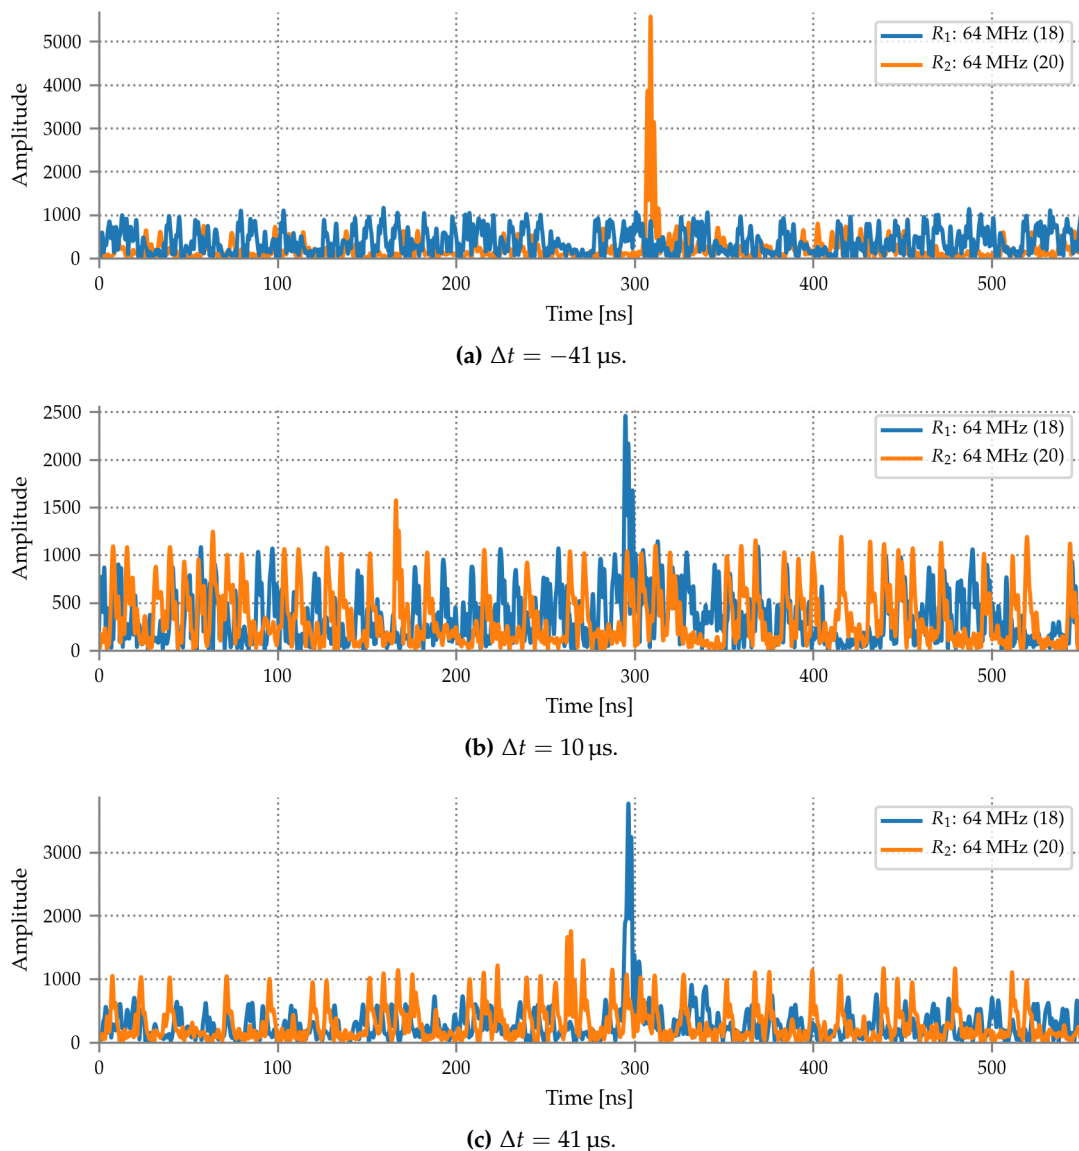 5000
4000
3000
2000
1000
0
Amplitude
R₁: 64 MHz (18)
R₂: 64 MHz (20)
0 100 200 300 400 500
Time [ns]
(a) Δt = −41 µs.
2500
2000
1500
1000
500
0
Amplitude
R₁: 64 MHz (18)
R₂: 64 MHz (20)
0 100 200 300 400 500
Time [ns]
(b) Δt = 10 µs.
3000
2000
1000
0
Amplitude
R₁: 64 MHz (18)
R₂: 64 MHz (20)
0 100 200 300 400 500
Time [ns]
(c) Δt = 41 µs.